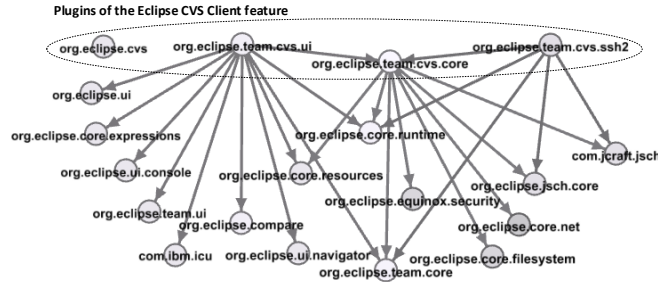 Plugins of the Eclipse CVS Client feature
org.eclipse.cvs
org.eclipse.team.cvs.ui
org.eclipse.team.cvs.core
org.eclipse.team.cvs.ssh2
org.eclipse.ui
org.eclipse.core.expressions
org.eclipse.core.runtime
com.jcraft.jsch
org.eclipse.ui.console
org.eclipse.core.resources
org.eclipse.jsch.core
org.eclipse.equinox.security
org.eclipse.team.ui
org.eclipse.compare
org.eclipse.core.net
com.ibm.icu
org.eclipse.ui.navigator
org.eclipse.core.filesystem
org.eclipse.team.core